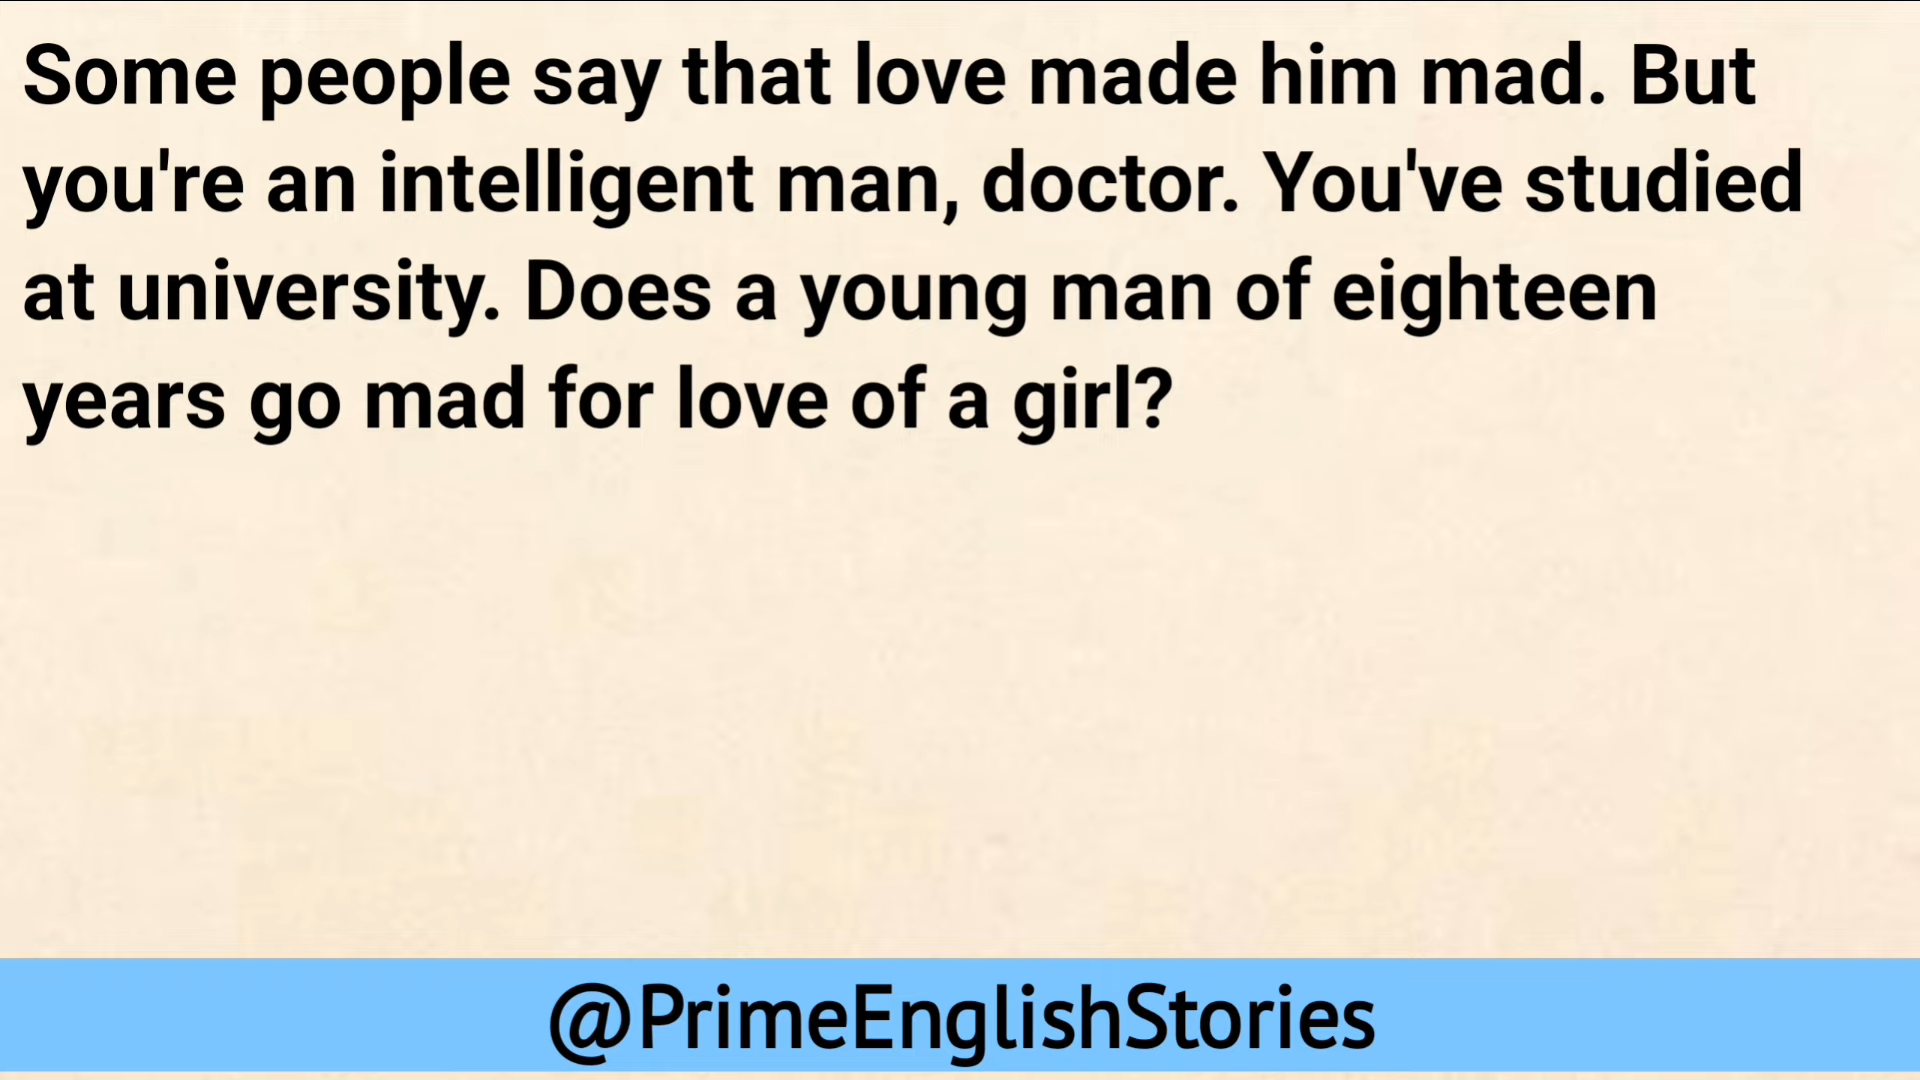 Some people say that love made him mad. But
you're an intelligent man, doctor. You've studied
at university. Does a young man of eighteen
years go mad for love of a girl?
@PrimeEnglishStories